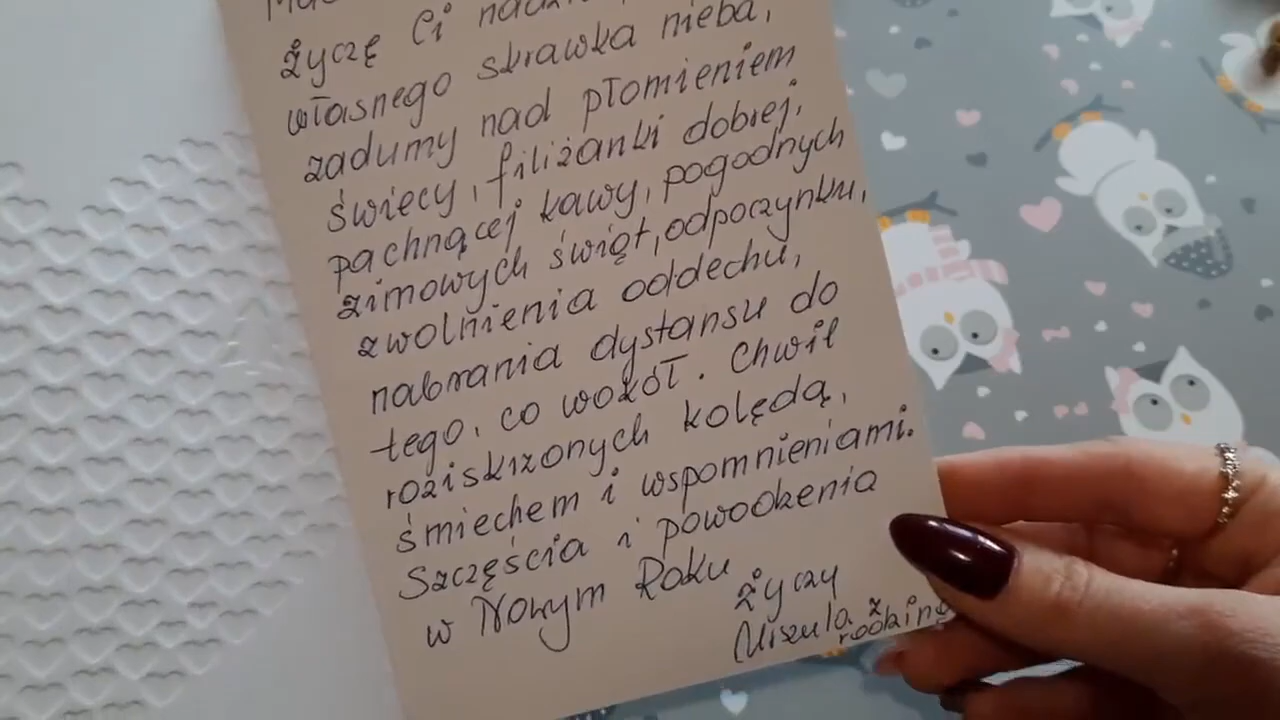 Życzę Ci
własnego skrawka nieba,
zadumy nad płomieniem
świecy, filiżanki dobrej,
pachnącej kawy, pogodnych
zimowych świąt, odpoczynku,
zwolnienia oddechu,
nabrania dystansu do
tego, co wokół. Chwil
roziskrzonych kolędą,
śmiechem i wspomnieniami.
Szczęścia i powodzenia
w Nowym Roku
Życzy
Urszula z
rodziną